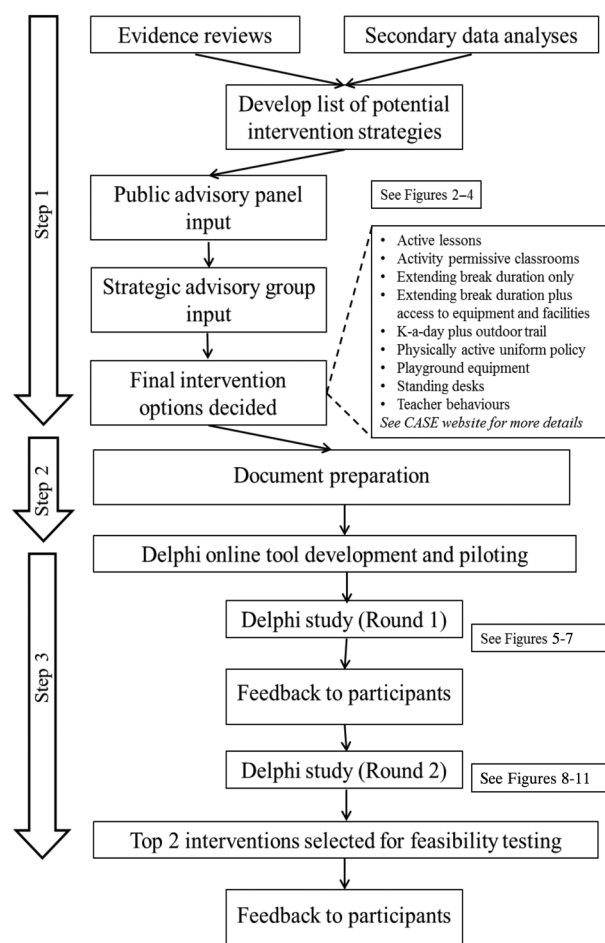 Evidence reviews
Secondary data analyses
Develop list of potential
intervention strategies
Step 1
Public advisory panel
input
See Figures 2–4
Strategic advisory group
input
• Active lessons
• Activity permissive classrooms
• Extending break duration only
• Extending break duration plus
access to equipment and facilities
• K-a-day plus outdoor trail
• Physically active uniform policy
• Playground equipment
• Standing desks
• Teacher behaviours
See CASE website for more details
Final intervention
options decided
Step 2
Document preparation
Delphi online tool development and piloting
Step 3
Delphi study (Round 1)
See Figures 5-7
Feedback to participants
Delphi study (Round 2)
See Figures 8-11
Top 2 interventions selected for feasibility testing
Feedback to participants